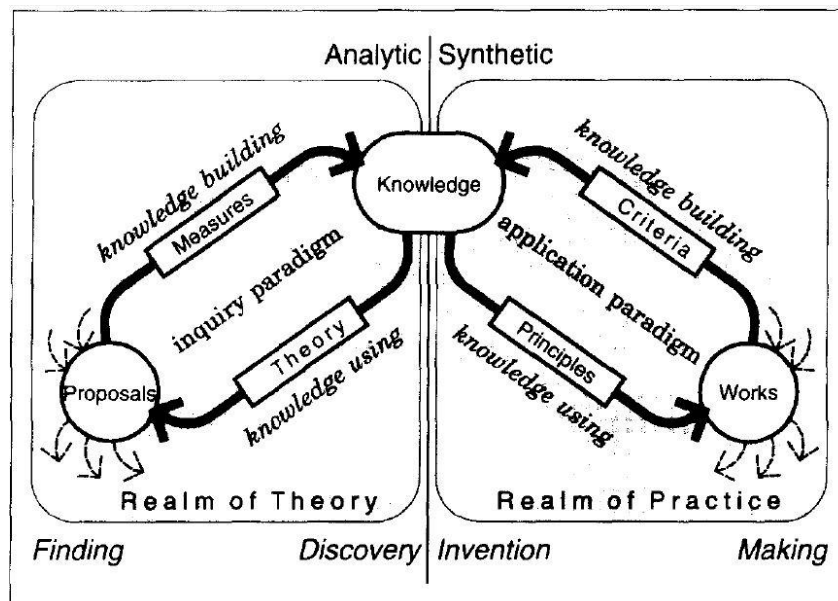 Analytic Synthetic
knowledge building
Measures
inquiry paradigm
Theory
knowledge using
Proposals
Knowledge
knowledge building
Criteria
application paradigm
Principles
knowledge using
Works
Realm of Theory
Realm of Practice
Finding Discovery Invention Making